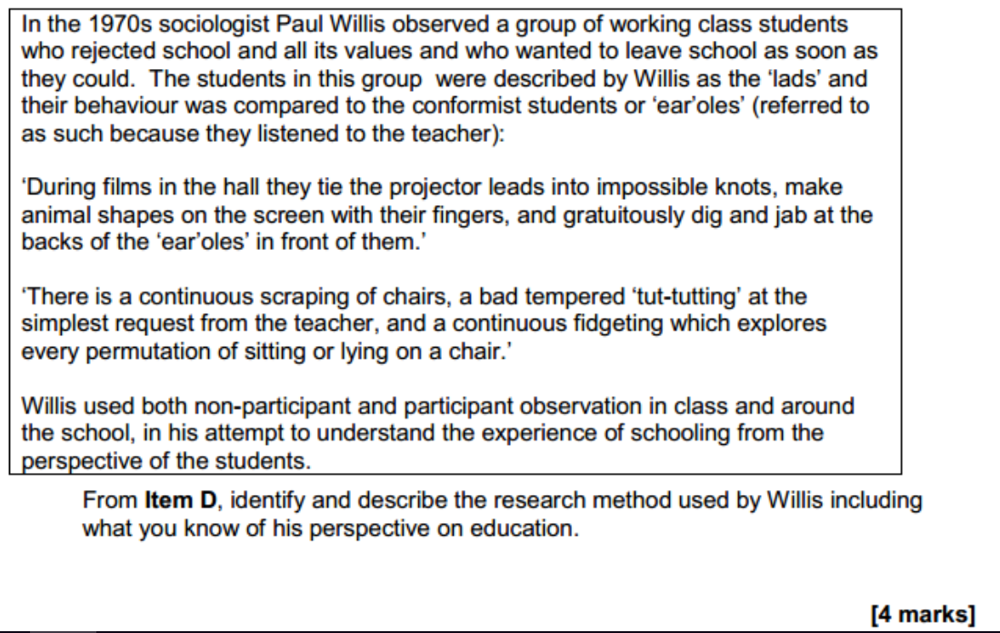 In the 1970s sociologist Paul Willis observed a group of working class students
who rejected school and all its values and who wanted to leave school as soon as
they could.  The students in this group  were described by Willis as the ‘lads’ and
their behaviour was compared to the conformist students or ‘ear’oles’ (referred to
as such because they listened to the teacher):
‘During films in the hall they tie the projector leads into impossible knots, make
animal shapes on the screen with their fingers, and gratuitously dig and jab at the
backs of the ‘ear’oles’ in front of them.’
‘There is a continuous scraping of chairs, a bad tempered ‘tut-tutting’ at the
simplest request from the teacher, and a continuous fidgeting which explores
every permutation of sitting or lying on a chair.’
Willis used both non-participant and participant observation in class and around
the school, in his attempt to understand the experience of schooling from the
perspective of the students.
From Item D, identify and describe the research method used by Willis including
what you know of his perspective on education.
[4 marks]